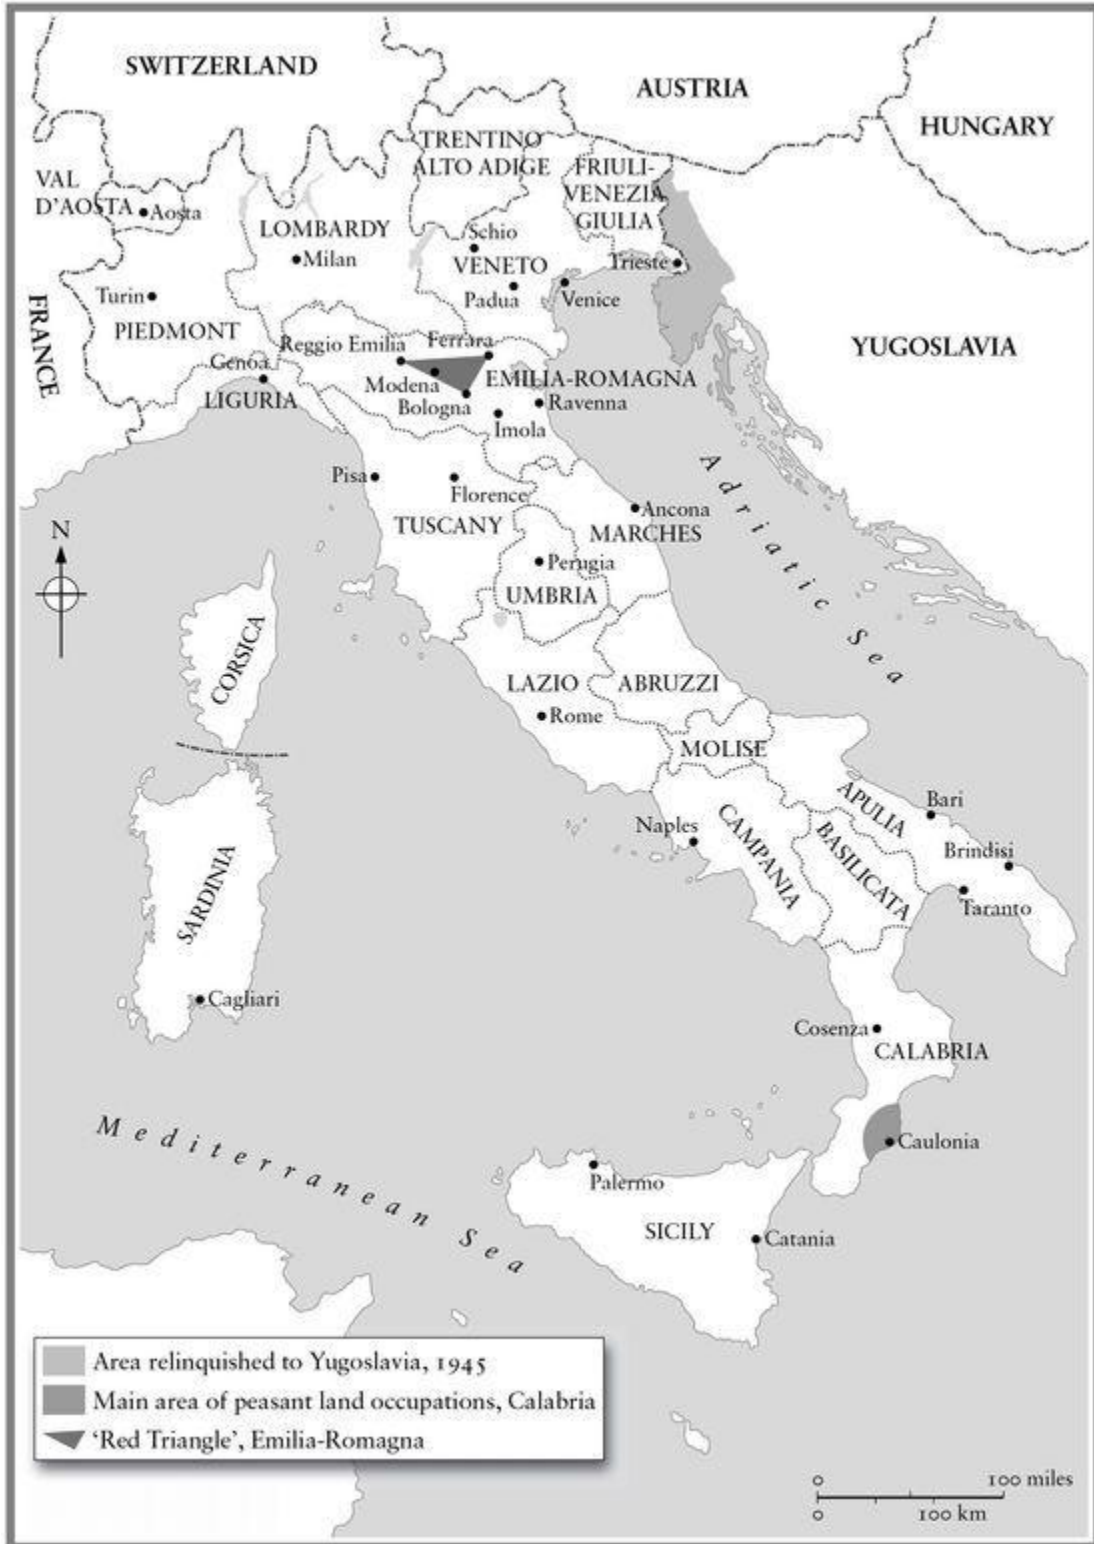 SWITZERLAND
AUSTRIA
HUNGARY
TRENTINO
ALTO ADIGE
FRIULI-
VENEZIA
GIULIA
VAL
D'AOSTA
Aosta
LOMBARDY
Milan
Schio
VENETO
Trieste
Padua
Venice
Turin
PIEDMONT
FRANCE
YUGOSLAVIA
Reggio Emilia
Ferrara
Genoa
Modena
EMILIA-ROMAGNA
LIGURIA
Bologna
Ravenna
Imola
Pisa
Florence
TUSCANY
Ancona
MARCHES
Adriatic Sea
N
Perugia
UMBRIA
CORSICA
LAZIO
ABRUZZI
Rome
MOLISE
APULIA
Bari
Naples
CAMPANIA
BASILICATA
Brindisi
Taranto
SARDINIA
Cagliari
Cosenza
CALABRIA
Caulonia
Mediterranean Sea
Palermo
SICILY
Catania
Area relinquished to Yugoslavia, 1945
Main area of peasant land occupations, Calabria
‘Red Triangle’, Emilia-Romagna
0 100 miles
0 100 km